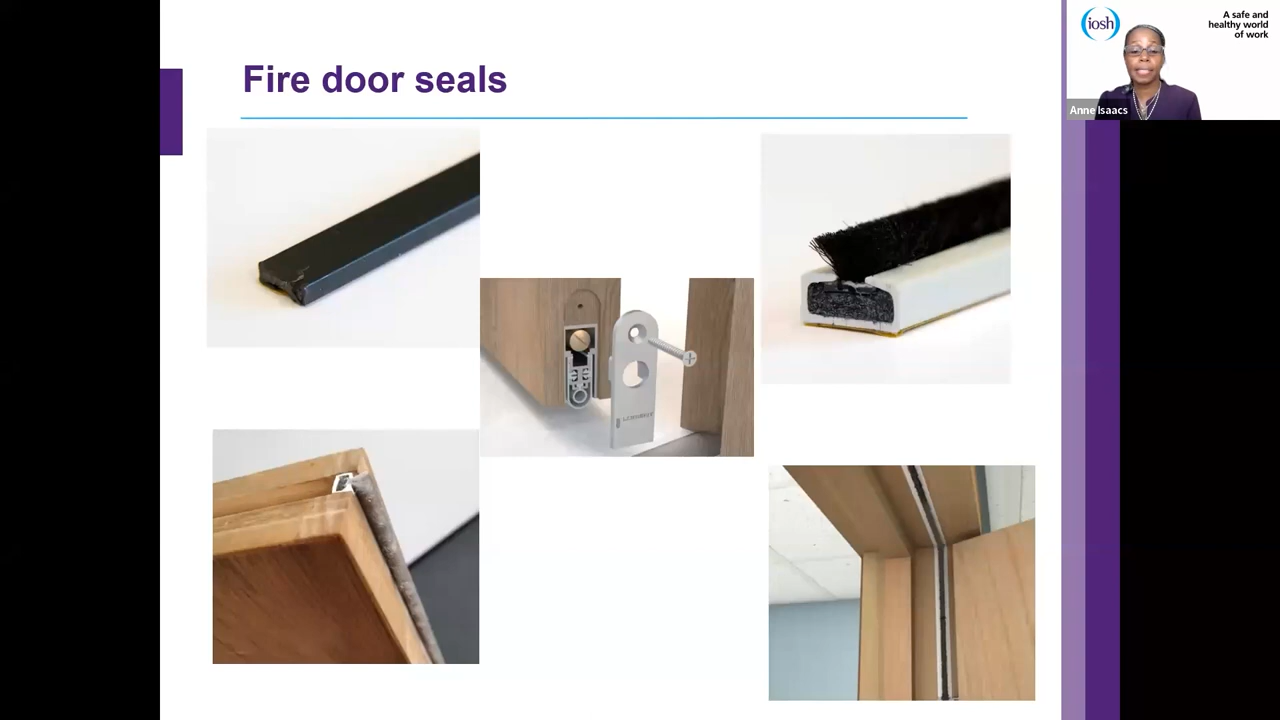 Fire door seals
iosh
A safe and
healthy world
of work
Anne Isaacs